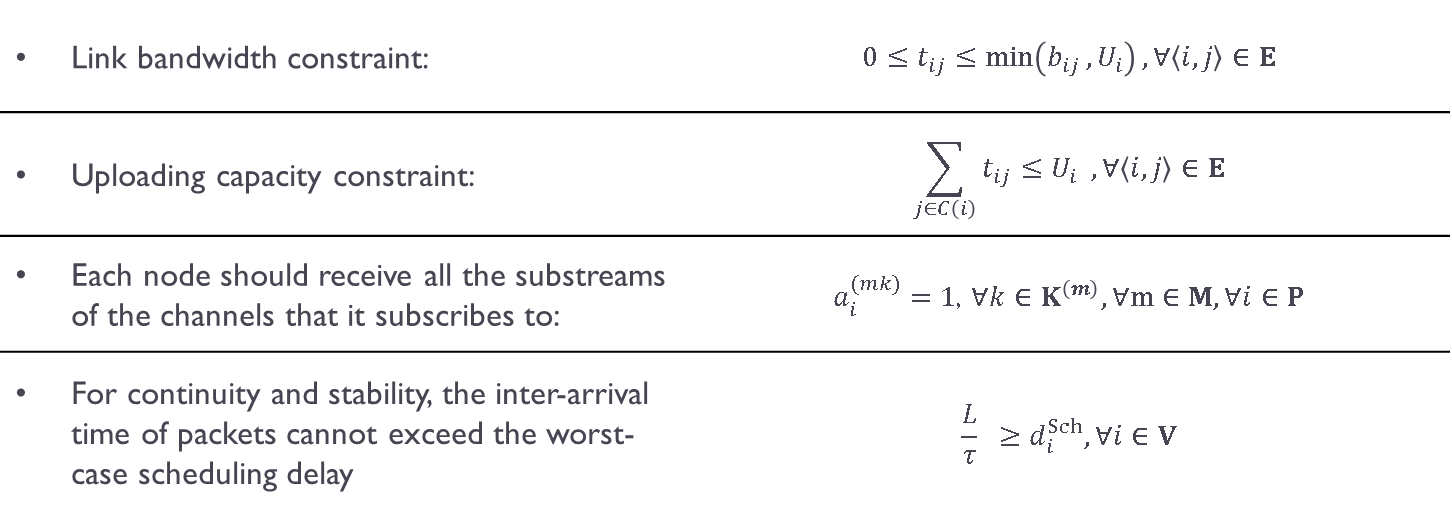 • Link bandwidth constraint: 0 ≤ t_{ij} ≤ min(b_{ij}, U_i), ∀⟨i, j⟩ ∈ E
• Uploading capacity constraint: ∑_{j∈C(i)} t_{ij} ≤ U_i , ∀⟨i, j⟩ ∈ E
• Each node should receive all the substreams
of the channels that it subscribes to: a_i^{(mk)} = 1, ∀k ∈ K^{(m)}, ∀m ∈ M, ∀i ∈ P
• For continuity and stability, the inter-arrival
time of packets cannot exceed the worst-
case scheduling delay
L/τ ≥ d_i^{Sch}, ∀i ∈ V